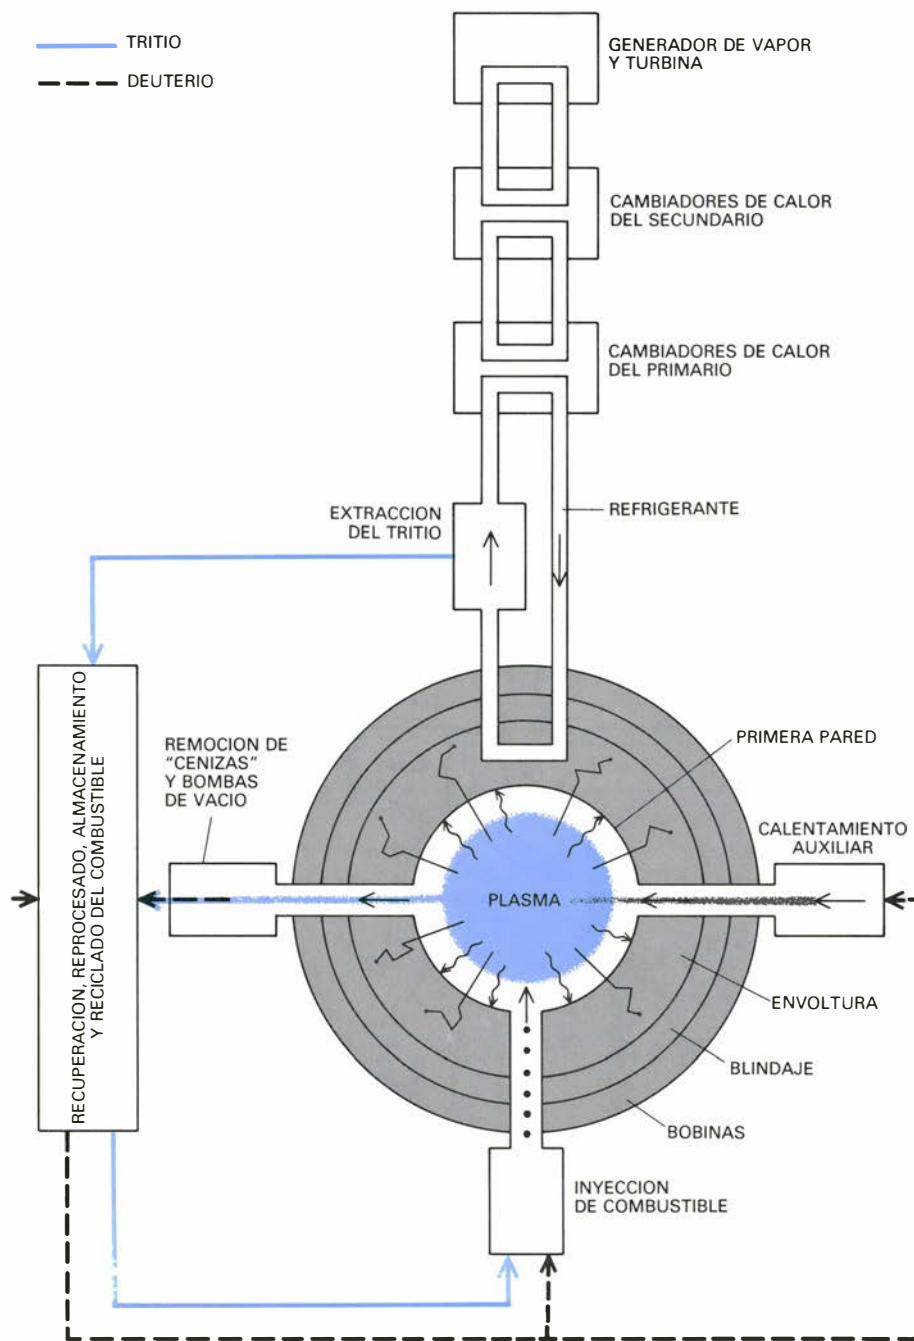 TRITIO
DEUTERIO
GENERADOR DE VAPOR
Y TURBINA
CAMBIADORES DE CALOR
DEL SECUNDARIO
CAMBIADORES DE CALOR
DEL PRIMARIO
EXTRACCION
DEL TRITIO
REFRIGERANTE
RECUPERACION, REPROCESADO, ALMACENAMIENTO
Y RECICLADO DEL COMBUSTIBLE
REMOCION DE
"CENIZAS"
Y BOMBAS
DE VACIO
PRIMERA PARED
CALENTAMIENTO
AUXILIAR
PLASMA
ENVOLTURA
BLINDAJE
BOBINAS
INYECCION
DE COMBUSTIBLE